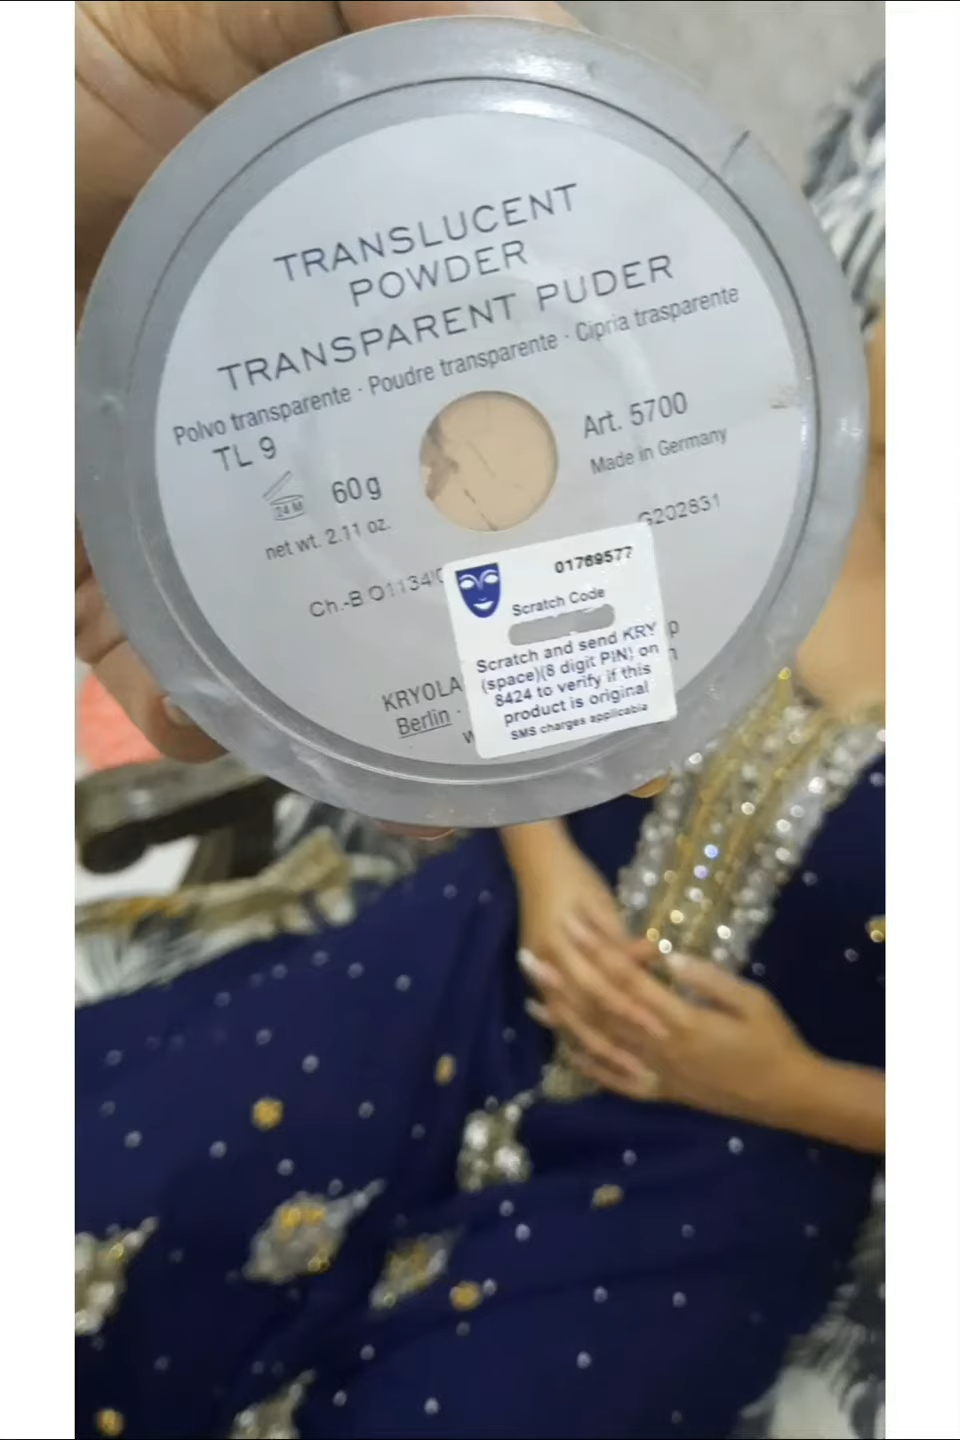 TRANSLUCENT
POWDER
TRANSPARENT PUDER
Polvo transparente · Poudre transparente · Cipria trasparente
TL 9
Art. 5700
Made in Germany
24 M
60 g
net wt. 2.11 oz.
G202831
01769577
Scratch Code
Scratch and send KRY
(space)(8 digit PIN) on
8424 to verify if this
product is original
SMS charges applicable
KRYOLA
Berlin ·